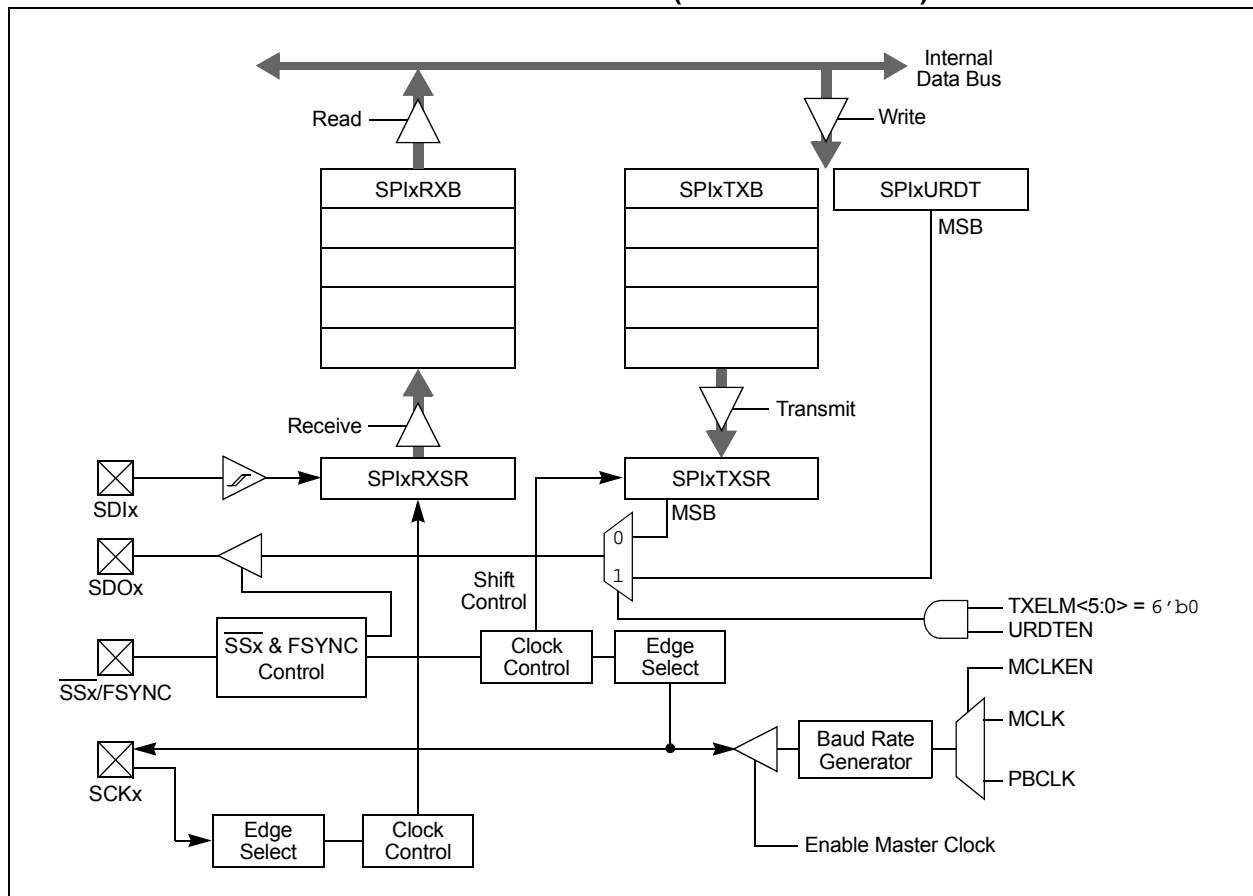 Internal
Data Bus
Read
Write
SPIxRXB
SPIxTXB
SPIxURDT
MSB
Receive
Transmit
SPIxRXSR
SPIxTXSR
SDIx
MSB
0
1
SDOx
Shift
Control
TXELM<5:0> = 6'b0
URDTEN
SSx & FSYNC
Control
Clock
Control
Edge
Select
SSx/FSYNC
MCLKEN
MCLK
Baud Rate
Generator
PBCLK
SCKx
Edge
Select
Clock
Control
Enable Master Clock